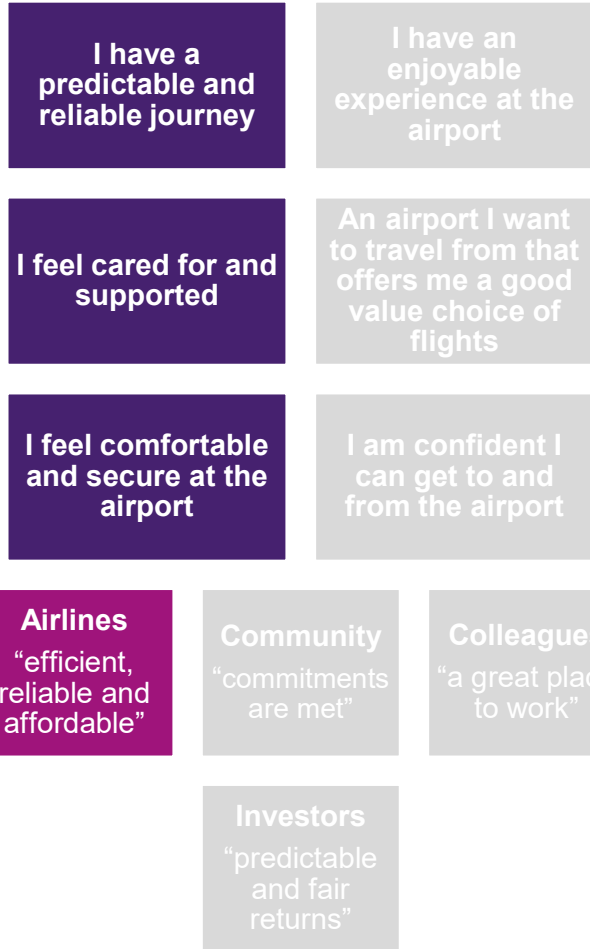 I have a
predictable and
reliable journey
I have an
enjoyable
experience at the
airport
I feel cared for and
supported
An airport I want
to travel from that
offers me a good
value choice of
flights
I feel comfortable
and secure at the
airport
I am confident I
can get to and
from the airport
Airlines
“efficient,
reliable and
affordable”
Community
“commitments
are met”
Colleague
“a great plac
to work”
Investors
“predictable
and fair
returns”